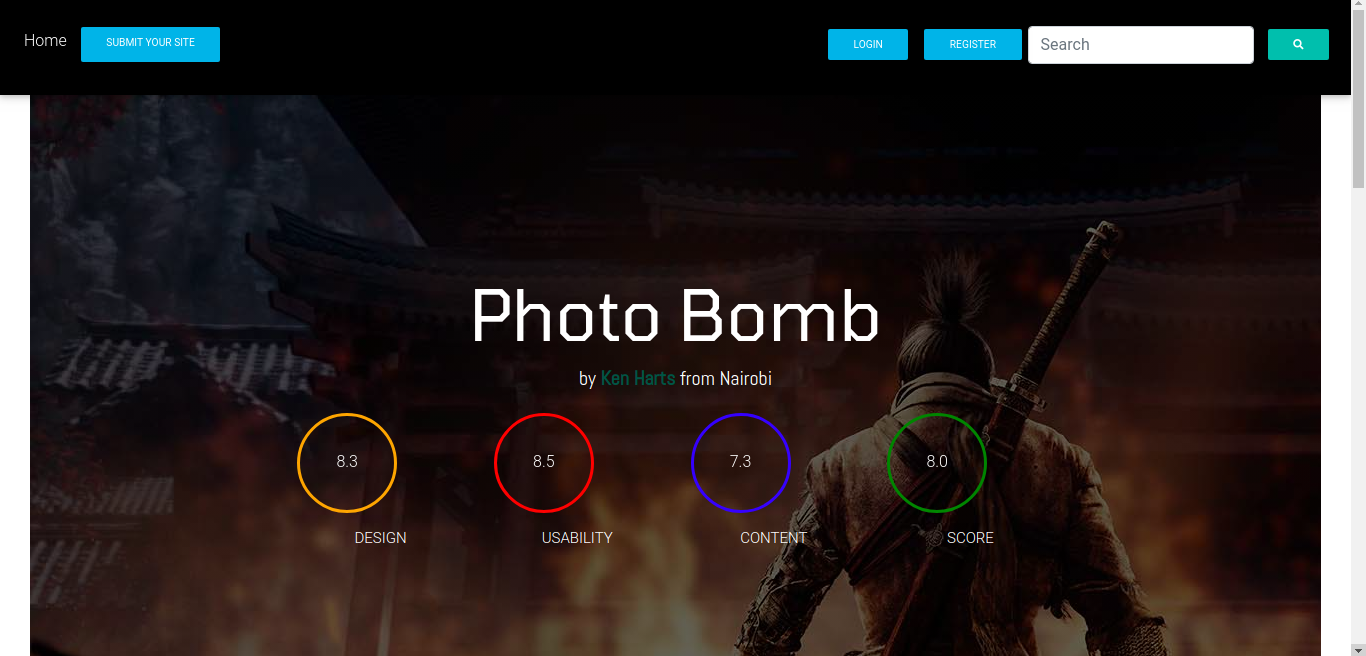 Home SUBMIT YOUR SITE LOGIN REGISTER Search
Photo Bomb
by Ken Harts from Nairobi
8.3 8.5 7.3 8.0
DESIGN USABILITY CONTENT SCORE